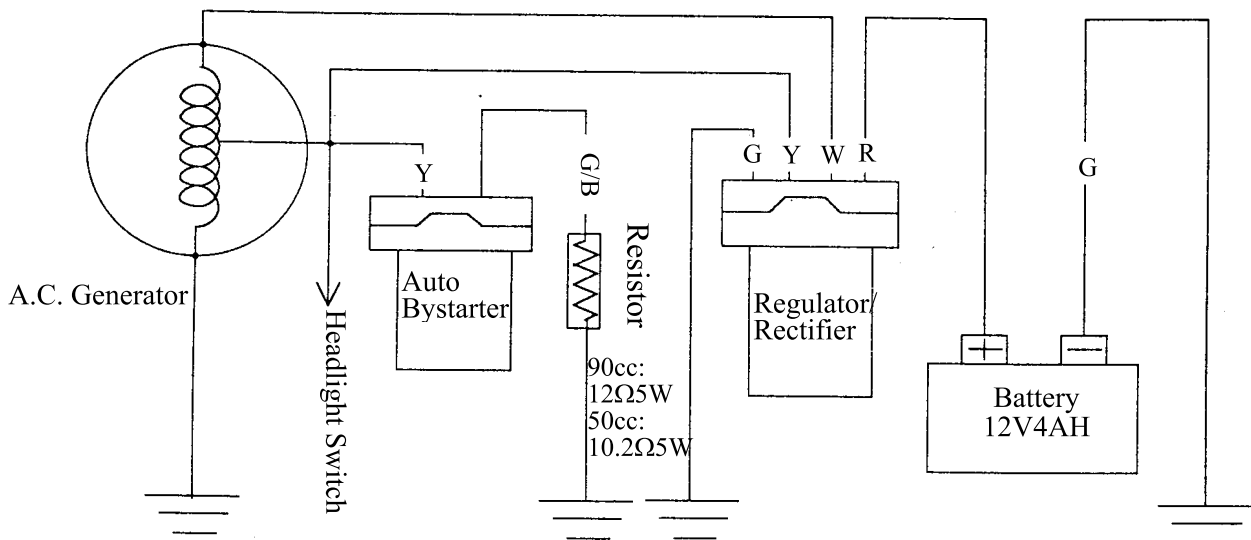 A.C. Generator
Y
Auto
Bystarter
Headlight Switch
G/B
Resistor
90cc:
12Ω5W
50cc:
10.2Ω5W
G Y W R
Regulator/
Rectifier
G
+ −
Battery
12V4AH